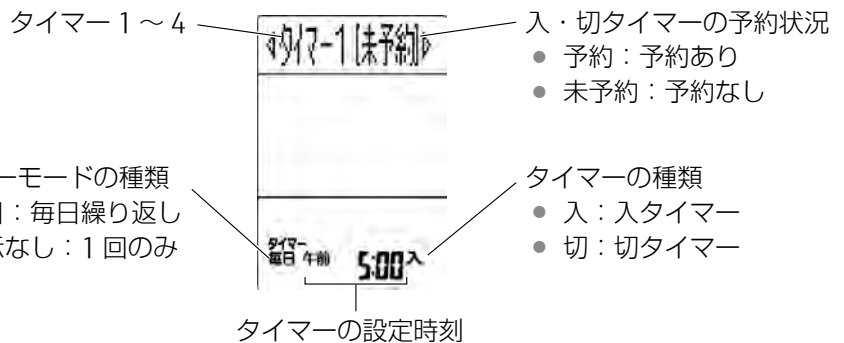 タイマー1～4
入・切タイマーの予約状況
● 予約：予約あり
● 未予約：予約なし
◁タイマー1[未予約]▷
ーモードの種類
：毎日繰り返し
なし：1回のみ
タイマーの種類
● 入：入タイマー
● 切：切タイマー
タイマー
毎日 午前 5:00 入
タイマーの設定時刻